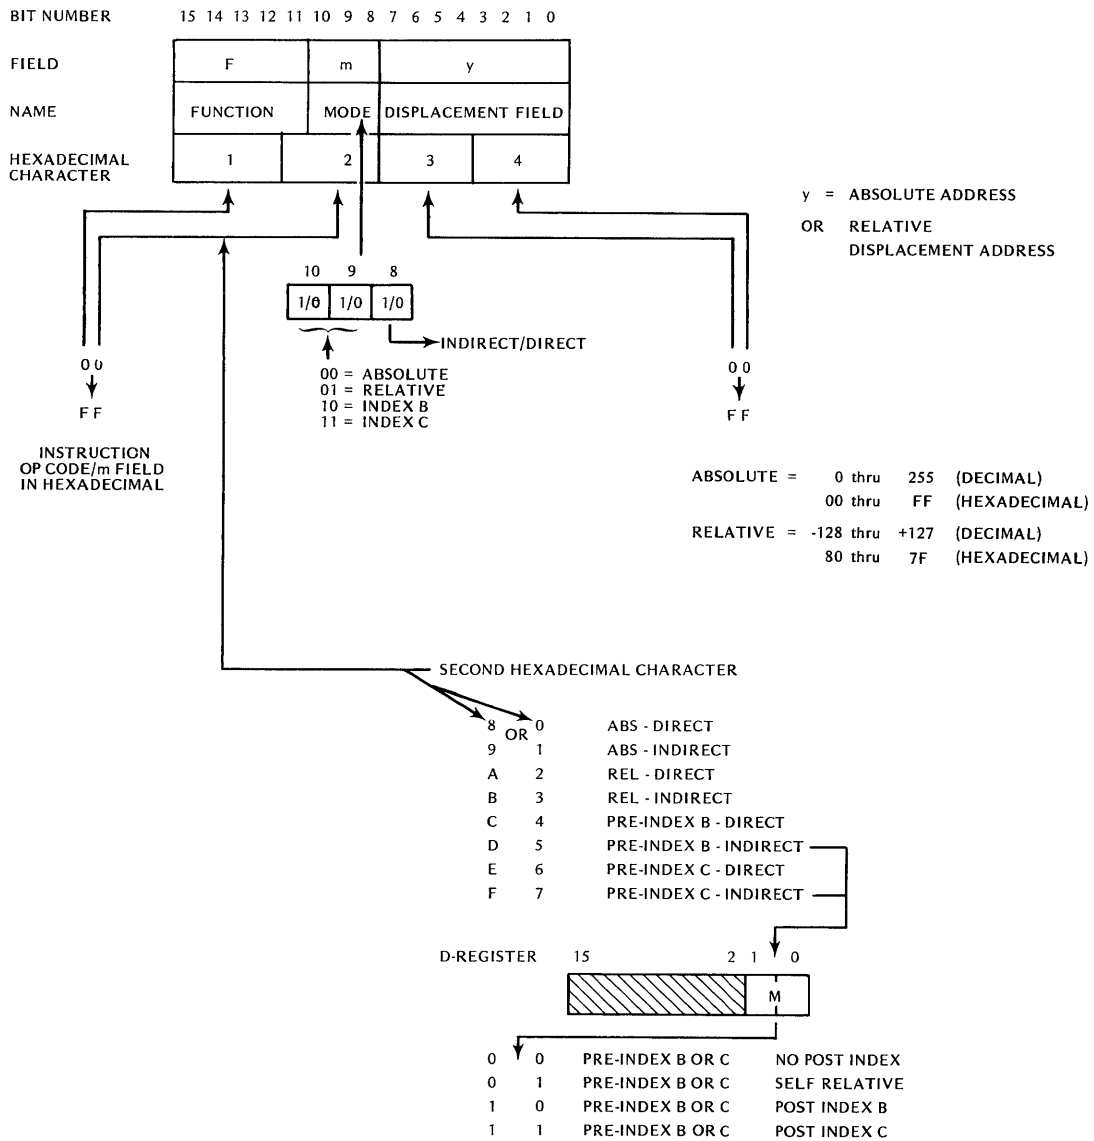 BIT NUMBER 15 14 13 12 11 10 9 8 7 6 5 4 3 2 1 0
FIELD F m y
NAME FUNCTION MODE DISPLACEMENT FIELD
HEXADECIMAL CHARACTER 1 2 3 4
y = ABSOLUTE ADDRESS
OR RELATIVE
DISPLACEMENT ADDRESS
10 9 8
1/0 1/0 1/0
INDIRECT/DIRECT
00 = ABSOLUTE
01 = RELATIVE
10 = INDEX B
11 = INDEX C
00
FF
INSTRUCTION
OP CODE/m FIELD
IN HEXADECIMAL
00
FF
ABSOLUTE = 0 thru 255 (DECIMAL)
00 thru FF (HEXADECIMAL)
RELATIVE = -128 thru +127 (DECIMAL)
80 thru 7F (HEXADECIMAL)
SECOND HEXADECIMAL CHARACTER
8 OR 0 ABS - DIRECT
9 1 ABS - INDIRECT
A 2 REL - DIRECT
B 3 REL - INDIRECT
C 4 PRE-INDEX B - DIRECT
D 5 PRE-INDEX B - INDIRECT
E 6 PRE-INDEX C - DIRECT
F 7 PRE-INDEX C - INDIRECT
D-REGISTER 15 2 1 0
M
0 0 PRE-INDEX B OR C NO POST INDEX
0 1 PRE-INDEX B OR C SELF RELATIVE
1 0 PRE-INDEX B OR C POST INDEX B
1 1 PRE-INDEX B OR C POST INDEX C